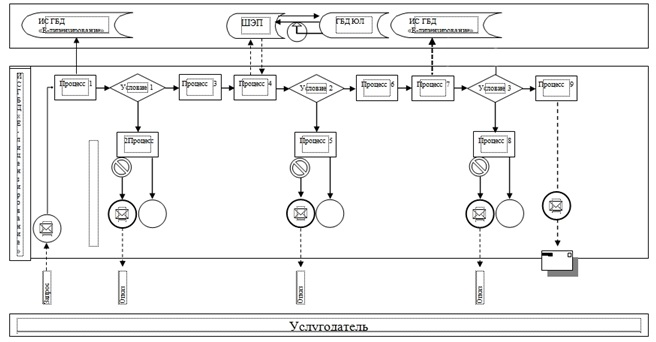 ИС ГБД
«Е-лицензирование»
ШЭП
ГБД ЮЛ
ИС ГБД
«Е-лицензирование»
Процесс 1
Условие 1
Процесс 3
Процесс 4
Условие 2
Процесс 6
Процесс 7
Условие 3
Процесс 9
2Процесс
Процесс 5
Процесс 8
Запрос
Отказ
Отказ
Отказ
Услугодатель